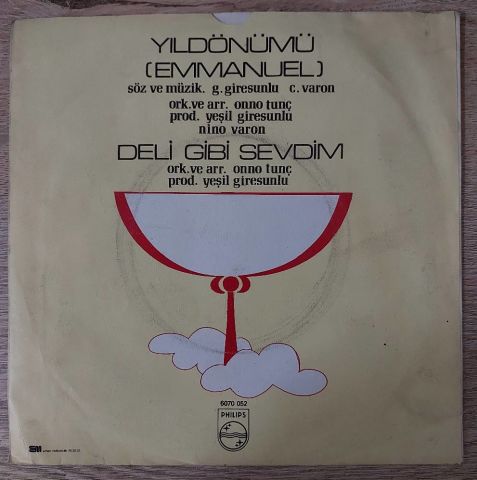 YILDÖNÜMÜ
(EMMANUEL)
söz ve müzik. g. giresunlu c. varon
ork.ve arr. onno tunç
prod. yeşil giresunlu
nino varon
DELİ GİBİ SEVDİM
ork.ve arr. onno tunç
prod. yeşil giresunlu
6070 052
PHILIPS